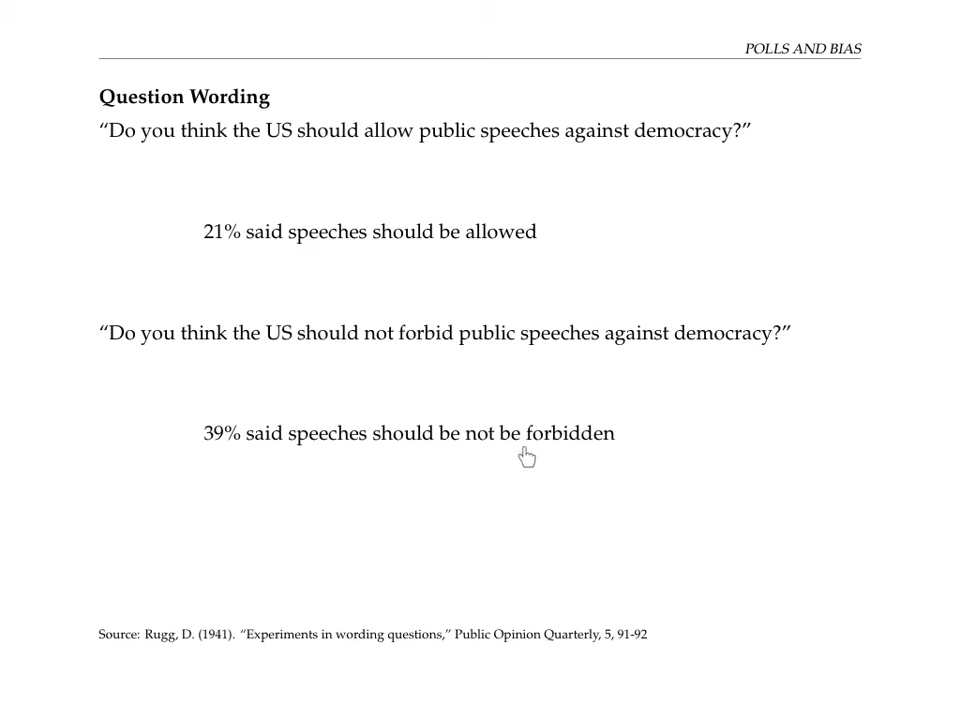 POLLS AND BIAS
Question Wording
“Do you think the US should allow public speeches against democracy?”
21% said speeches should be allowed
“Do you think the US should not forbid public speeches against democracy?”
39% said speeches should be not be forbidden
Source: Rugg, D. (1941). “Experiments in wording questions,” Public Opinion Quarterly, 5, 91-92